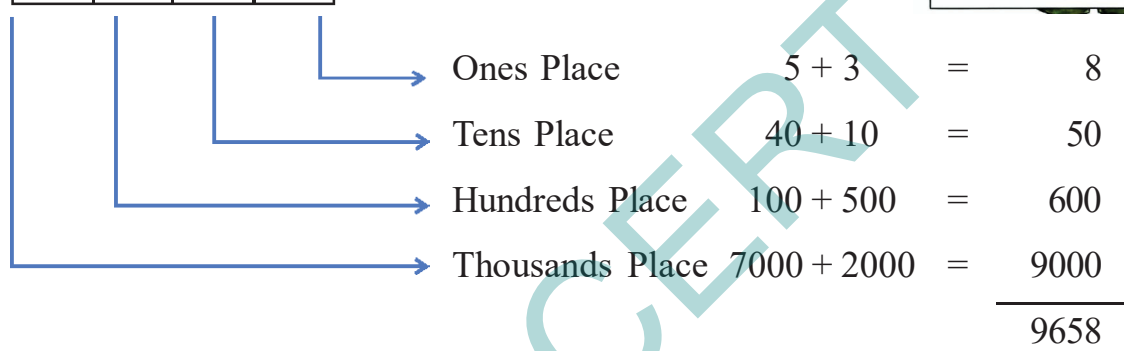 Ones Place 5 + 3 = 8
Tens Place 40 + 10 = 50
Hundreds Place 100 + 500 = 600
Thousands Place 7000 + 2000 = 9000
9658
CERT